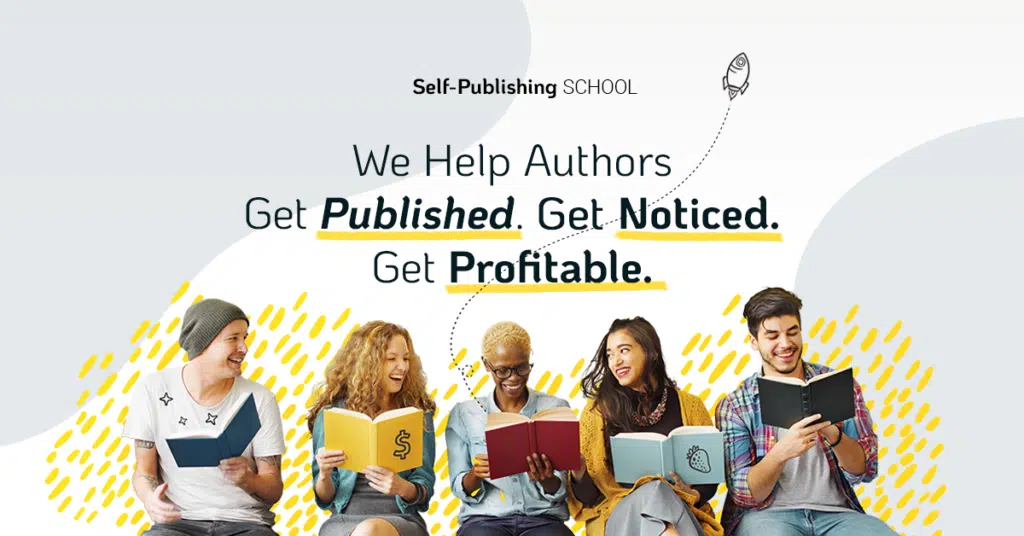 Self-Publishing SCHOOL
We Help Authors
Get Published. Get Noticed.
Get Profitable.
$